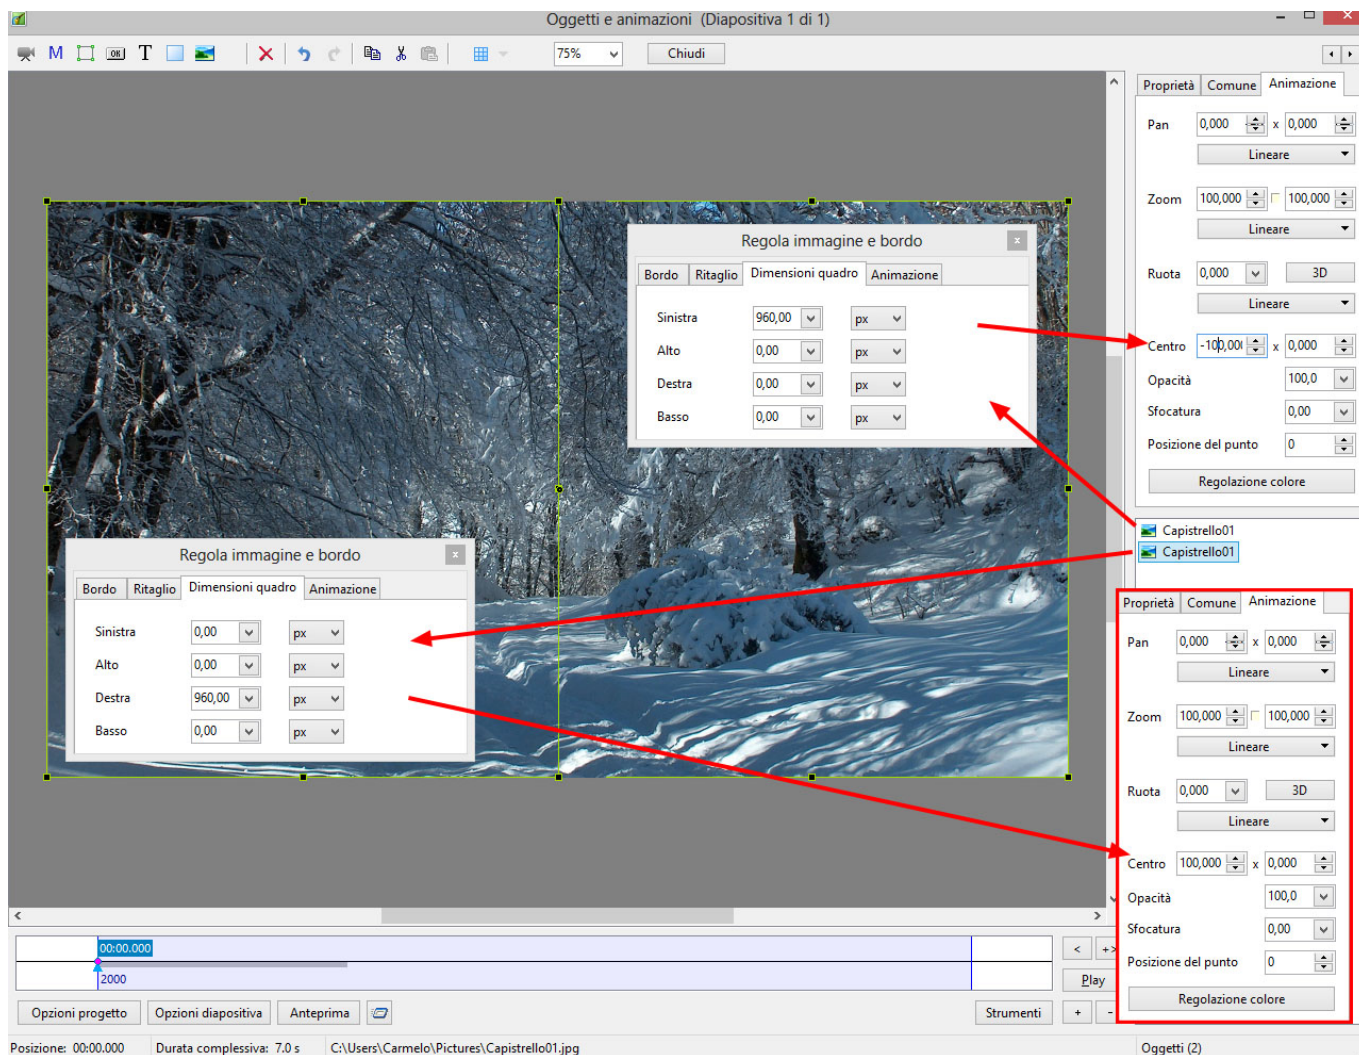 Oggetti e animazioni (Diapositiva 1 di 1)
M OK T 75% Chiudi
Proprietà Comune Animazione
Pan 0,000 x 0,000
Lineare
Zoom 100,000 100,000
Lineare
Ruota 0,000 3D
Lineare
Centro -100,00 x 0,000
Opacità 100,0
Sfocatura 0,00
Posizione del punto 0
Regolazione colore
Regola immagine e bordo x
Bordo Ritaglio Dimensioni quadro Animazione
Sinistra 960,00 px
Alto 0,00 px
Destra 0,00 px
Basso 0,00 px
Capistrello01
Capistrello01
Regola immagine e bordo x
Bordo Ritaglio Dimensioni quadro Animazione
Sinistra 0,00 px
Alto 0,00 px
Destra 960,00 px
Basso 0,00 px
Proprietà Comune Animazione
Pan 0,000 x 0,000
Lineare
Zoom 100,000 100,000
Lineare
Ruota 0,000 3D
Lineare
Centro 100,000 x 0,000
Opacità 100,0
Sfocatura 0,00
Posizione del punto 0
Regolazione colore
00:00.000
2000
< +>
Play
Opzioni progetto Opzioni diapositiva Anteprima Strumenti + -
Posizione: 00:00.000 Durata complessiva: 7.0 s C:\Users\Carmelo\Pictures\Capistrello01.jpg Oggetti (2)